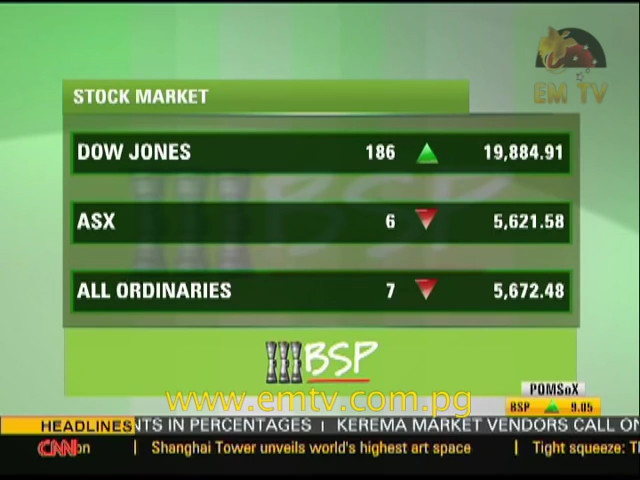 EM TV
STOCK MARKET
DOW JONES 186 19,884.91
ASX 6 5,621.58
ALL ORDINARIES 7 5,672.48
BSP
BSP
POMSoX
www.emtv.com.pg
BSP 9.05
HEADLINES NTS IN PERCENTAGES | KEREMA MARKET VENDORS CALL ON
CNN on | Shanghai Tower unveils world's highest art space | Tight squeeze: T